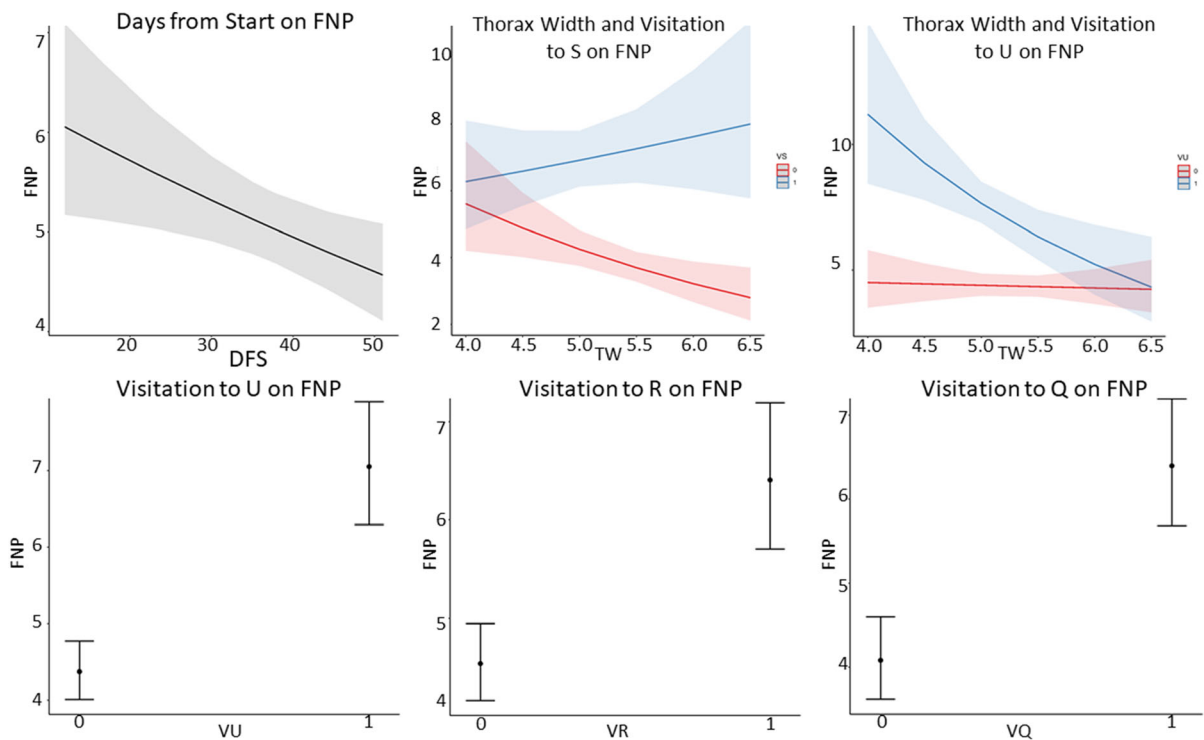 Days from Start on FNP
7
6
5
4
FNP
20
30
40
50
DFS
Thorax Width and Visitation
to S on FNP
10
8
6
4
2
FNP
4.0
4.5
5.0
5.5
6.0
6.5
TW
VS
0
1
Thorax Width and Visitation
to U on FNP
10
5
FNP
4.0
4.5
5.0
5.5
6.0
6.5
TW
VU
0
1
Visitation to U on FNP
7
6
5
4
FNP
0
1
VU
Visitation to R on FNP
7
6
5
4
FNP
0
1
VR
Visitation to Q on FNP
7
6
5
4
FNP
0
1
VQ